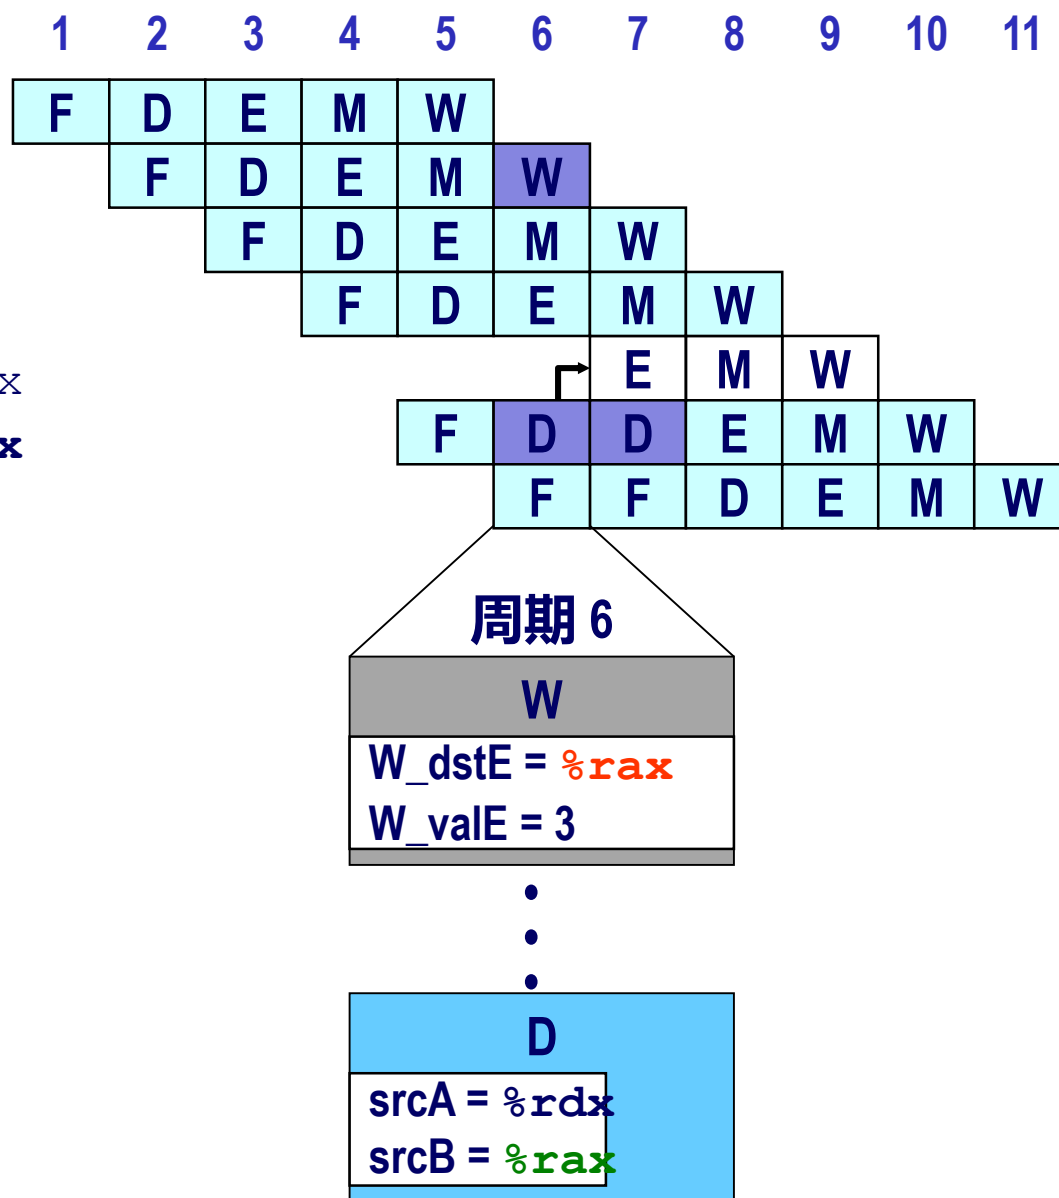 1 2 3 4 5 6 7 8 9 10 11
F D E M W
F D E M W
F D E M W
F D E M W
x E M W
x F D D E M W
F F D E M W
周期 6
W
W_dstE = %rax
W_valE = 3
D
srcA = %rdx
srcB = %rax